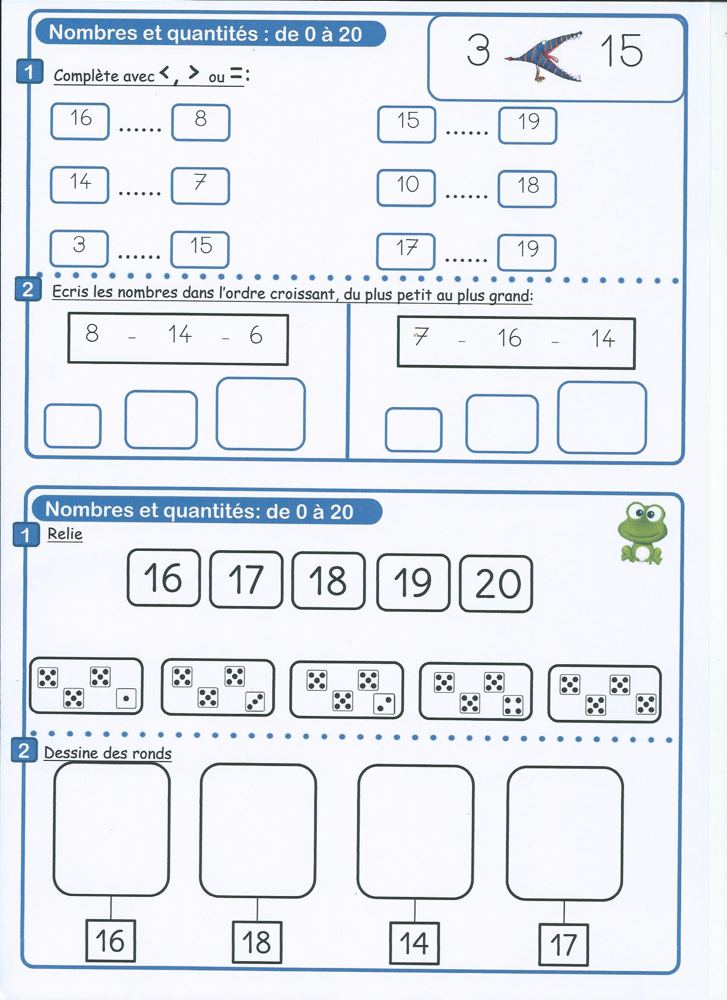 Nombres et quantités : de 0 à 20
3 15
1 Complète avec < , > ou = :
16 ...... 8 15 ...... 19
14 ...... 7 10 ...... 18
3 ...... 15 17 ...... 19
2 Ecris les nombres dans l'ordre croissant, du plus petit au plus grand:
8 - 14 - 6 7 - 16 - 14
Nombres et quantités: de 0 à 20
1 Relie
16 17 18 19 20
2 Dessine des ronds
16 18 14 17